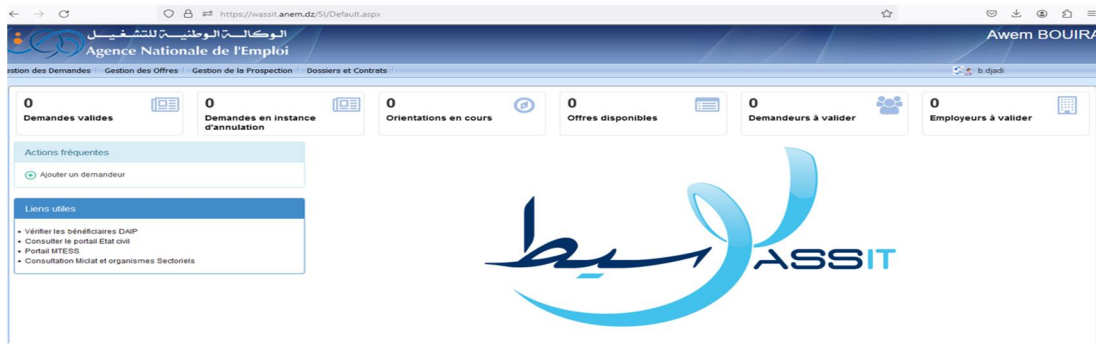 https://wassit.anem.dz/SI/Default.aspx
الوكالة الوطنية للتشغيل
Agence Nationale de l'Emploi
Awem BOUIRA
estion des Demandes Gestion des Offres Gestion de la Prospection Dossiers et Contrats
b.djadi
0
Demandes valides
0
Demandes en instance
d'annulation
0
Orientations en cours
0
Offres disponibles
0
Demandeurs à valider
0
Employeurs à valider
Actions fréquentes
Ajouter un demandeur
Liens utiles
Vérifier les bénéficiaires DAIP
Consulter le portail Etat civil
Portail MTESS
Consultation Miclat et organismes Sectoriels
وسيط
WASSIT